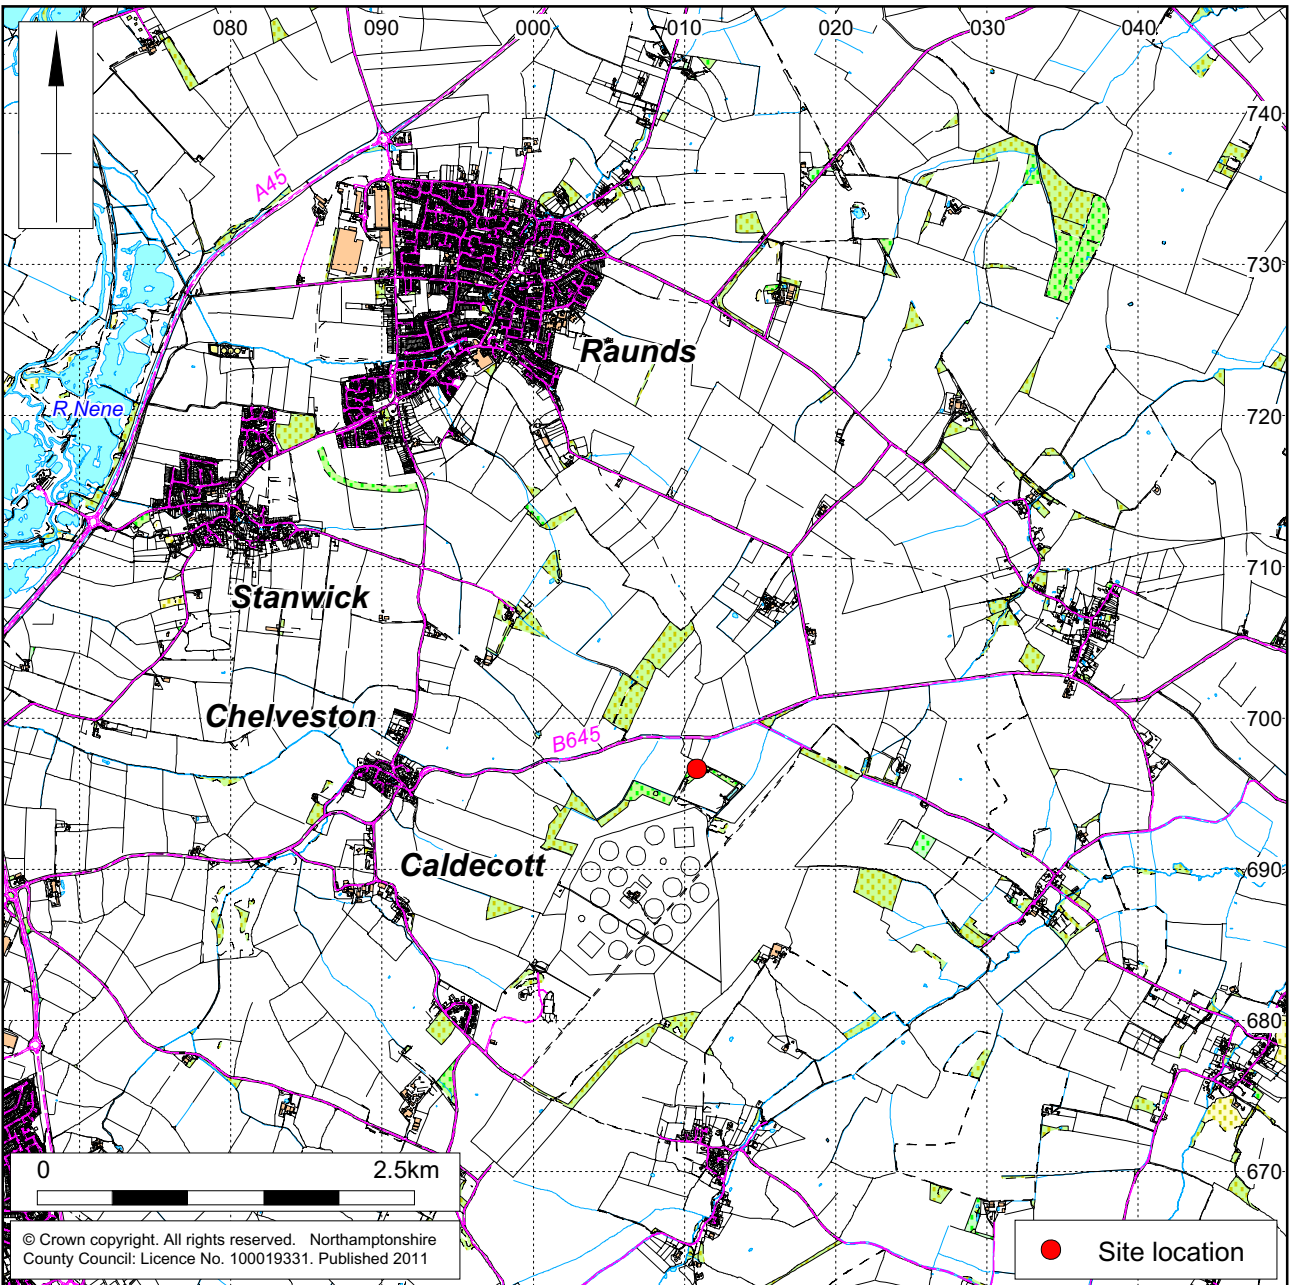 080
090
000
010
020
030
040
740
A45
730
Raunds
R Nene
720
710
Stanwick
Chelveston
700
B645
Caldecott
690
680
0
2.5km
670
© Crown copyright. All rights reserved. Northamptonshire
County Council: Licence No. 100019331. Published 2011
Site location